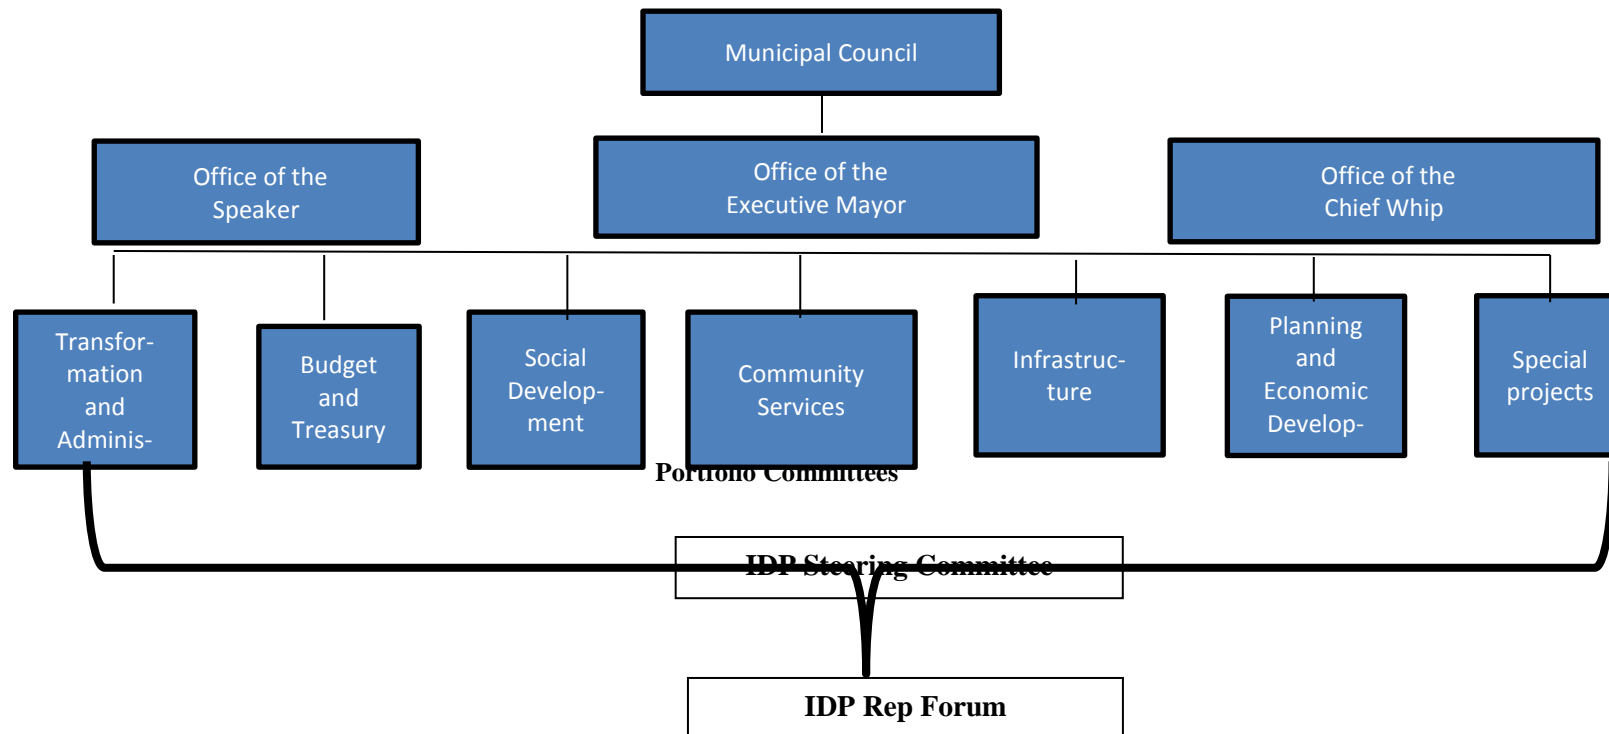 Municipal Council
Office of the
Speaker
Office of the
Executive Mayor
Office of the
Chief Whip
Transfor-
mation
and
Adminis-
Budget
and
Treasury
Social
Develop-
ment
Community
Services
Infrastruc-
ture
Planning
and
Economic
Develop-
Special
projects
Portfolio Committees
IDP Steering Committee
IDP Rep Forum